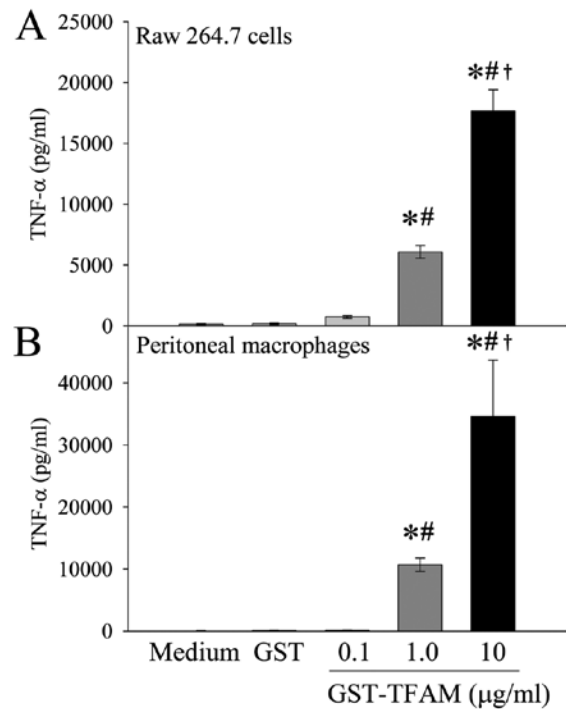 A
Raw 264.7 cells
TNF-α (pg/ml)
25000
20000
15000
10000
5000
0
*#
*#†
B
Peritoneal macrophages
TNF-α (pg/ml)
40000
30000
20000
10000
0
*#
*#†
Medium GST 0.1 1.0 10
GST-TFAM (μg/ml)